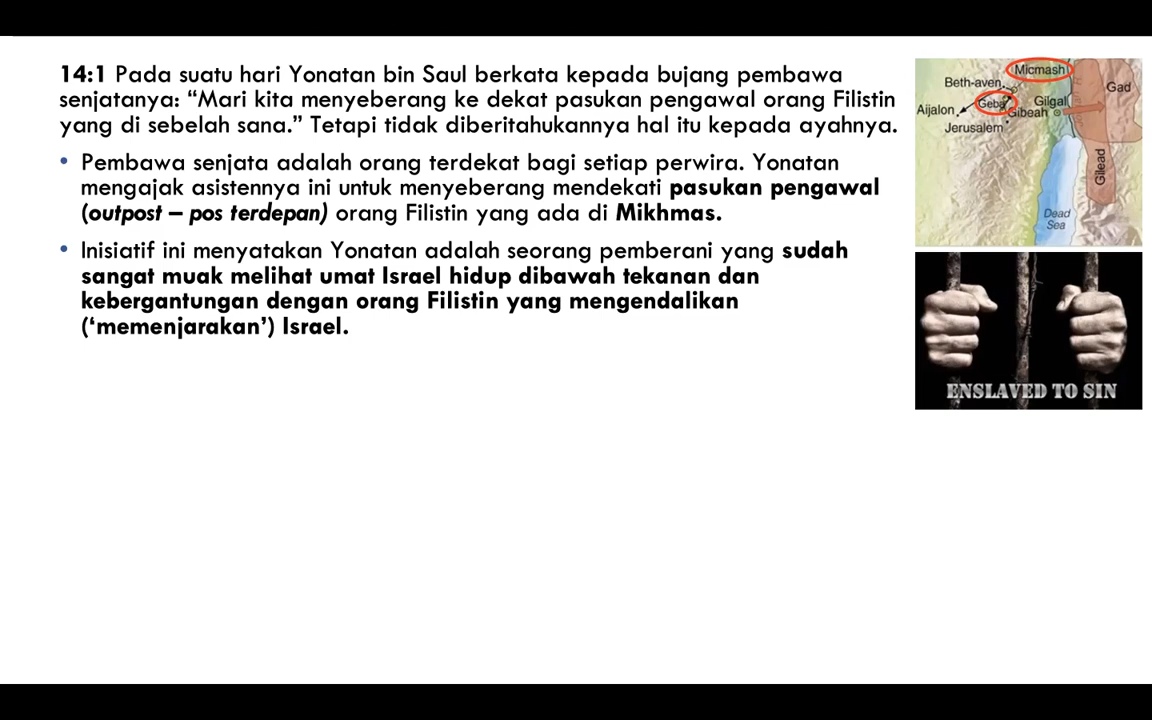 14:1 Pada suatu hari Yonatan bin Saul berkata kepada bujang pembawa
senjatanya: “Mari kita menyeberang ke dekat pasukan pengawal orang Filistin
yang di sebelah sana.” Tetapi tidak diberitahukannya hal itu kepada ayahnya.
• Pembawa senjata adalah orang terdekat bagi setiap perwira. Yonatan
mengajak asistennya ini untuk menyeberang mendekati pasukan pengawal
(outpost – pos terdepan) orang Filistin yang ada di Mikhmas.
• Inisiatif ini menyatakan Yonatan adalah seorang pemberani yang sudah
sangat muak melihat umat Israel hidup dibawah tekanan dan
kebergantungan dengan orang Filistin yang mengendalikan
(‘memenjarakan’) Israel.
Micmash
Beth-aven
Gad
Geba
Gilgal
Aijalon
Gibeah
Jerusalem
Gilead
Dead
Sea
ENSLAVED TO SIN